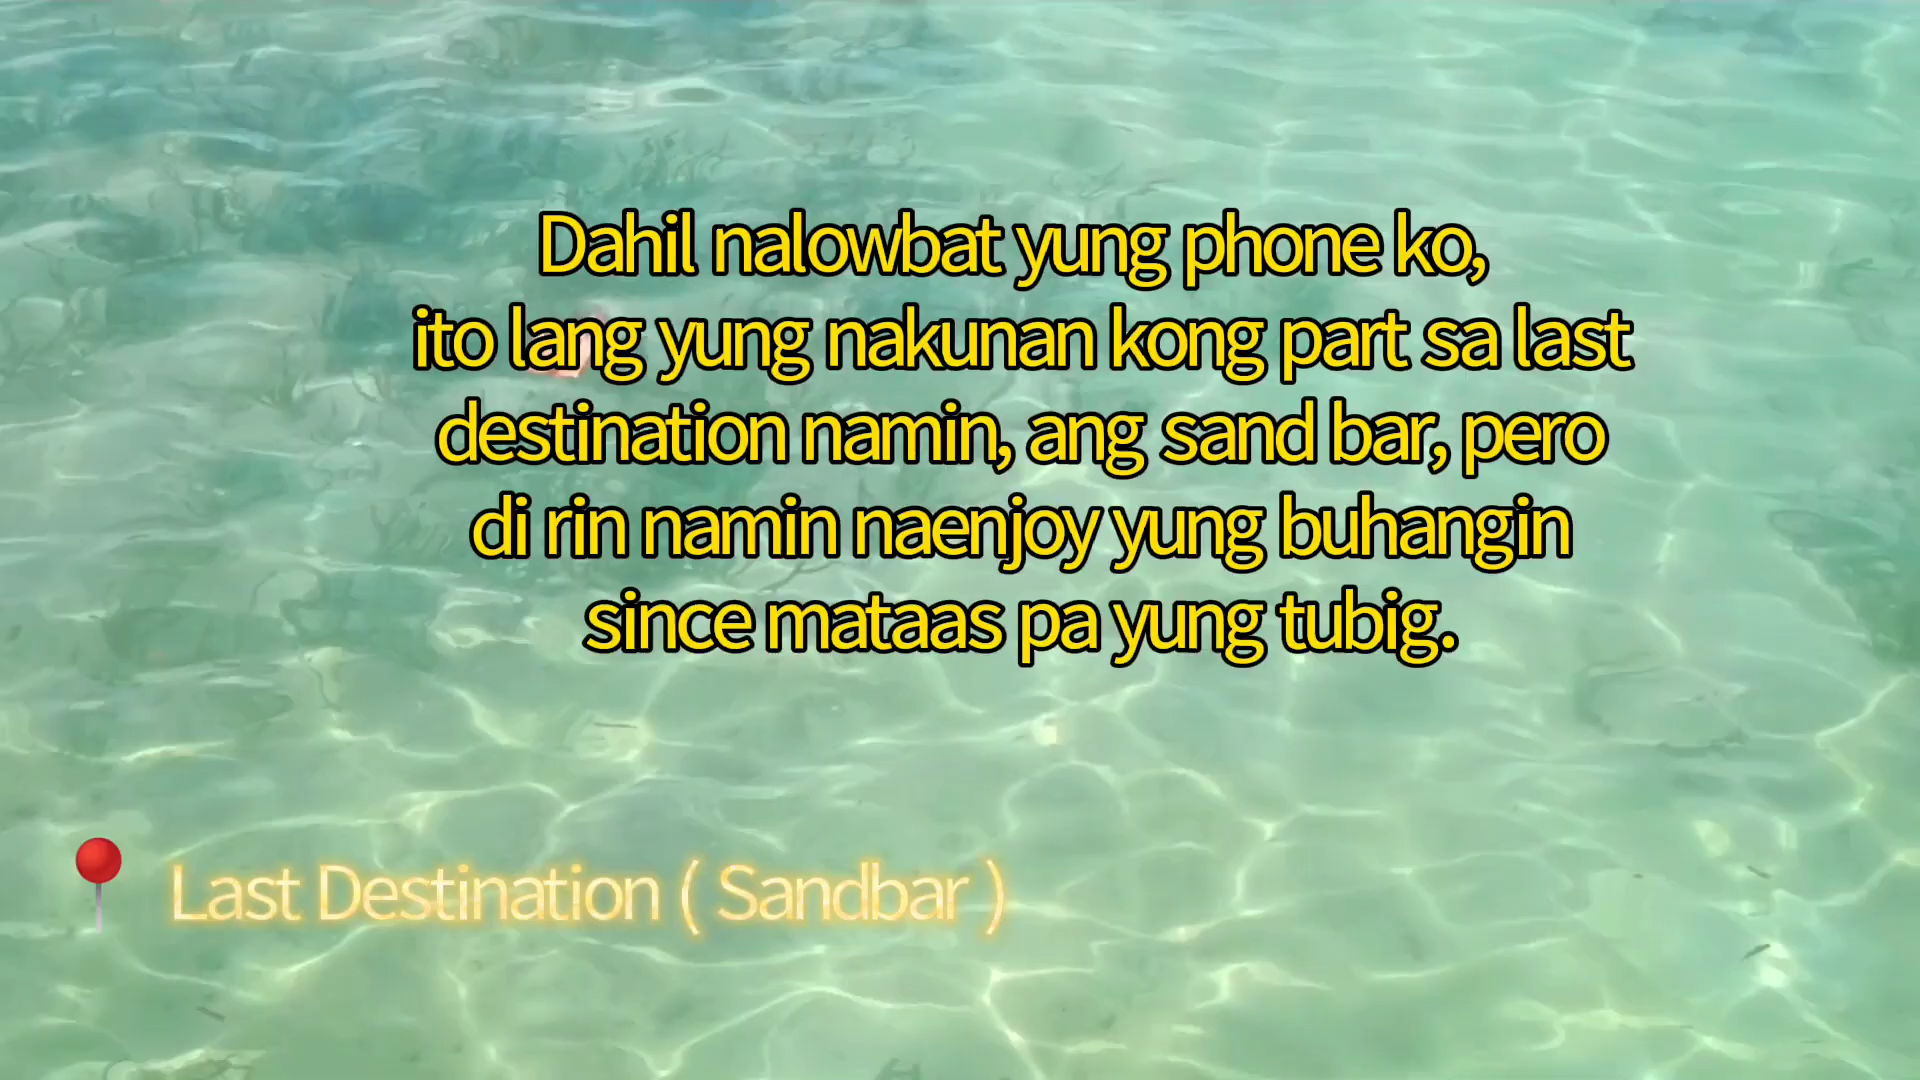 Dahil nalowbat yung phone ko,
ito lang yung nakunan kong part sa last
destination namin, ang sand bar, pero
di rin namin naenjoy yung buhangin
since mataas pa yung tubig.
Last Destination ( Sandbar )